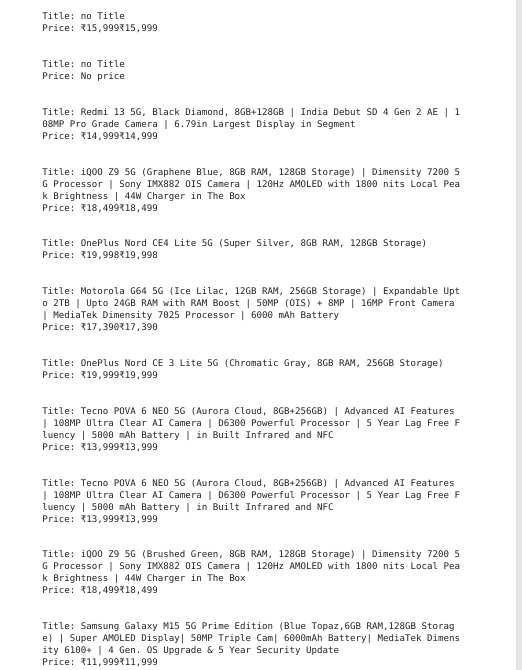 Title: no Title
Price: ₹15,999₹15,999
Title: no Title
Price: No price
Title: Redmi 13 5G, Black Diamond, 8GB+128GB | India Debut SD 4 Gen 2 AE | 1
08MP Pro Grade Camera | 6.79in Largest Display in Segment
Price: ₹14,999₹14,999
Title: iQOO Z9 5G (Graphene Blue, 8GB RAM, 128GB Storage) | Dimensity 7200 5
G Processor | Sony IMX882 OIS Camera | 120Hz AMOLED with 1800 nits Local Pea
k Brightness | 44W Charger in The Box
Price: ₹18,499₹18,499
Title: OnePlus Nord CE4 Lite 5G (Super Silver, 8GB RAM, 128GB Storage)
Price: ₹19,998₹19,998
Title: Motorola G64 5G (Ice Lilac, 12GB RAM, 256GB Storage) | Expandable Upt
o 2TB | Upto 24GB RAM with RAM Boost | 50MP (OIS) + 8MP | 16MP Front Camera
| MediaTek Dimensity 7025 Processor | 6000 mAh Battery
Price: ₹17,390₹17,390
Title: OnePlus Nord CE 3 Lite 5G (Chromatic Gray, 8GB RAM, 256GB Storage)
Price: ₹19,999₹19,999
Title: Tecno POVA 6 NEO 5G (Aurora Cloud, 8GB+256GB) | Advanced AI Features
| 108MP Ultra Clear AI Camera | D6300 Powerful Processor | 5 Year Lag Free F
luency | 5000 mAh Battery | in Built Infrared and NFC
Price: ₹13,999₹13,999
Title: Tecno POVA 6 NEO 5G (Aurora Cloud, 8GB+256GB) | Advanced AI Features
| 108MP Ultra Clear AI Camera | D6300 Powerful Processor | 5 Year Lag Free F
luency | 5000 mAh Battery | in Built Infrared and NFC
Price: ₹13,999₹13,999
Title: iQOO Z9 5G (Brushed Green, 8GB RAM, 128GB Storage) | Dimensity 7200 5
G Processor | Sony IMX882 OIS Camera | 120Hz AMOLED with 1800 nits Local Pea
k Brightness | 44W Charger in The Box
Price: ₹18,499₹18,499
Title: Samsung Galaxy M15 5G Prime Edition (Blue Topaz,6GB RAM,128GB Storag
e) | Super AMOLED Display| 50MP Triple Cam| 6000mAh Battery| MediaTek Dimens
ity 6100+ | 4 Gen. OS Upgrade & 5 Year Security Update
Price: ₹11,999₹11,999